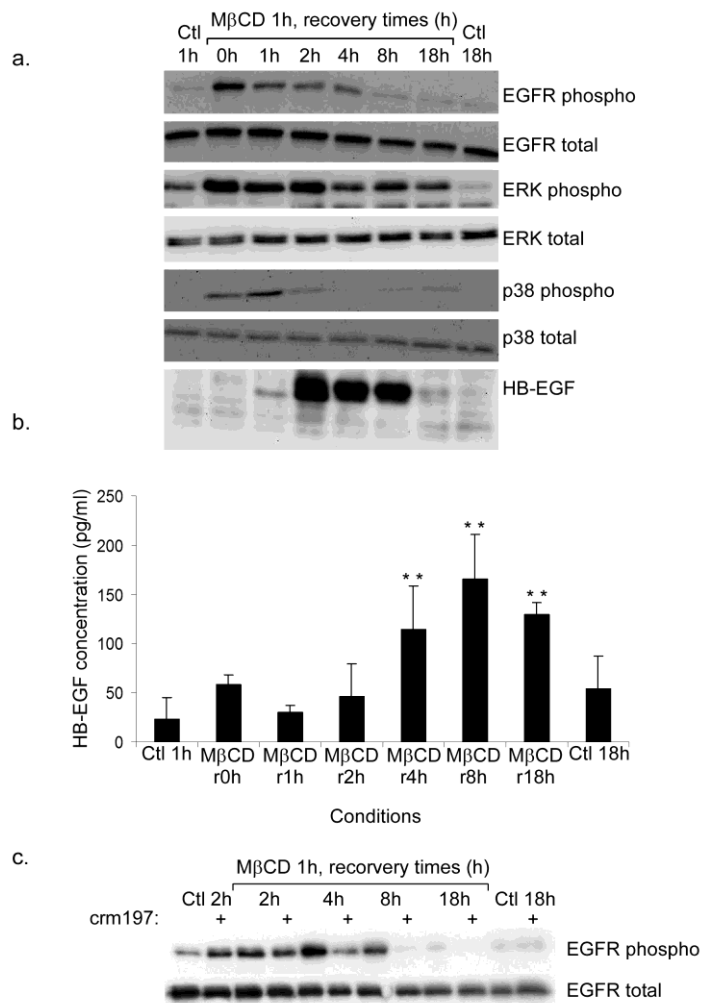 a.
MβCD 1h, recovery times (h)
Ctl 1h 0h 1h 2h 4h 8h 18h Ctl 18h
EGFR phospho
EGFR total
ERK phospho
ERK total
p38 phospho
p38 total
HB-EGF
b.
HB-EGF concentration (pg/ml)
250
200
150
100
50
0
** ** **
Ctl 1h MβCD r0h MβCD r1h MβCD r2h MβCD r4h MβCD r8h MβCD r18h Ctl 18h
Conditions
c.
MβCD 1h, recorvery times (h)
Ctl 2h 2h 4h 8h 18h Ctl 18h
crm197: + + + + + +
EGFR phospho
EGFR total